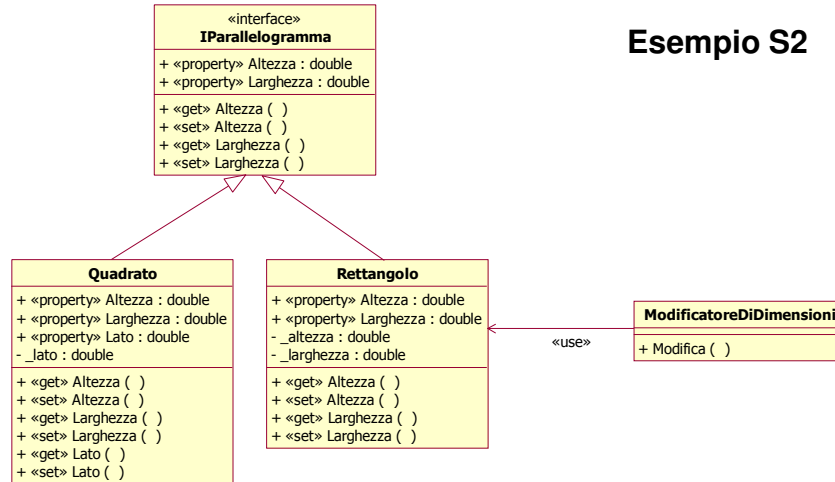 Esempio S2
«interface»
IParallelogramma
+ «property» Altezza : double
+ «property» Larghezza : double
+ «get» Altezza ( )
+ «set» Altezza ( )
+ «get» Larghezza ( )
+ «set» Larghezza ( )
Quadrato
+ «property» Altezza : double
+ «property» Larghezza : double
+ «property» Lato : double
- _lato : double
+ «get» Altezza ( )
+ «set» Altezza ( )
+ «get» Larghezza ( )
+ «set» Larghezza ( )
+ «get» Lato ( )
+ «set» Lato ( )
Rettangolo
+ «property» Altezza : double
+ «property» Larghezza : double
- _altezza : double
- _larghezza : double
+ «get» Altezza ( )
+ «set» Altezza ( )
+ «get» Larghezza ( )
+ «set» Larghezza ( )
«use»
ModificatoreDiDimensioni
+ Modifica ( )